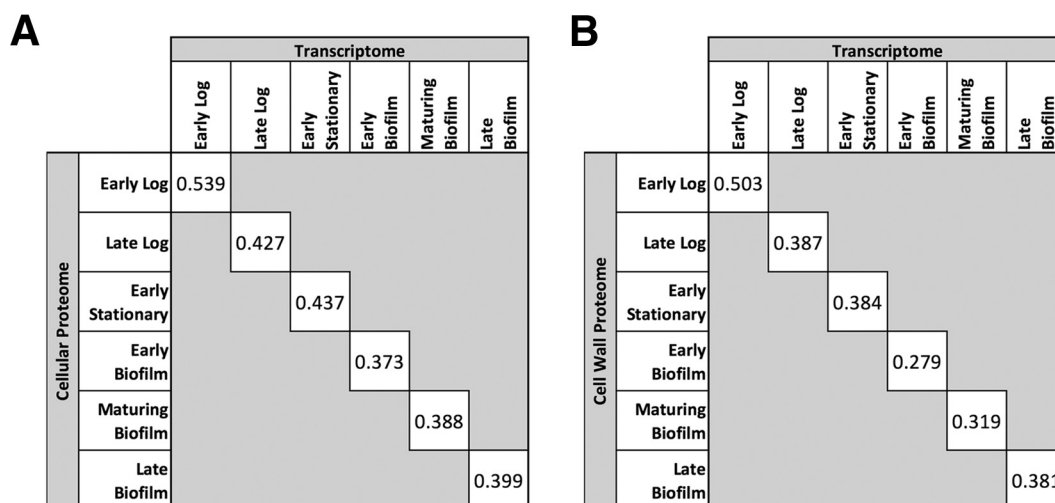 A
Transcriptome
Early Log
Late Log
Early
Stationary
Early
Biofilm
Maturing
Biofilm
Late
Biofilm
Cellular Proteome
Early Log
0.539
Late Log
0.427
Early
Stationary
0.437
Early
Biofilm
0.373
Maturing
Biofilm
0.388
Late
Biofilm
0.399
B
Transcriptome
Early Log
Late Log
Early
Stationary
Early
Biofilm
Maturing
Biofilm
Late
Biofilm
Cell Wall Proteome
Early Log
0.503
Late Log
0.387
Early
Stationary
0.384
Early
Biofilm
0.279
Maturing
Biofilm
0.319
Late
Biofilm
0.381